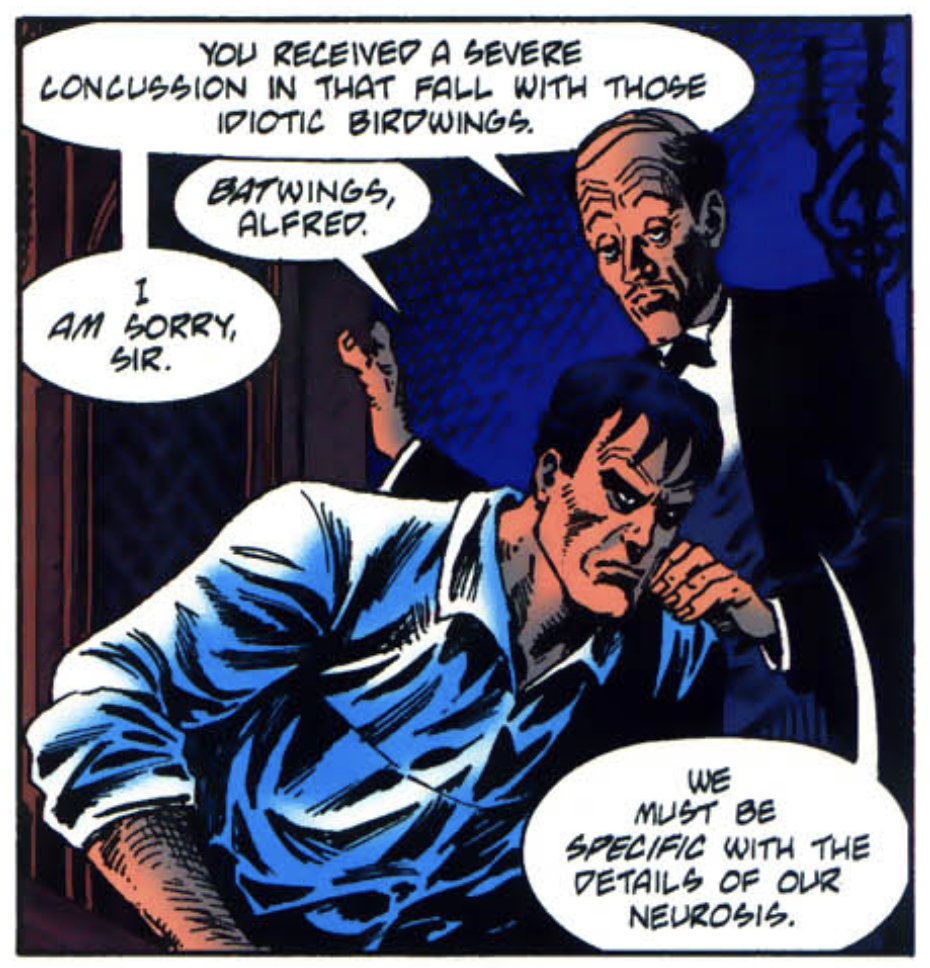 YOU RECEIVED A SEVERE
CONCUSSION IN THAT FALL WITH THOSE
IDIOTIC BIRDWINGS.
BATWINGS,
ALFRED.
I
AM SORRY,
SIR.
WE
MUST BE
SPECIFIC WITH THE
DETAILS OF OUR
NEUROSIS.